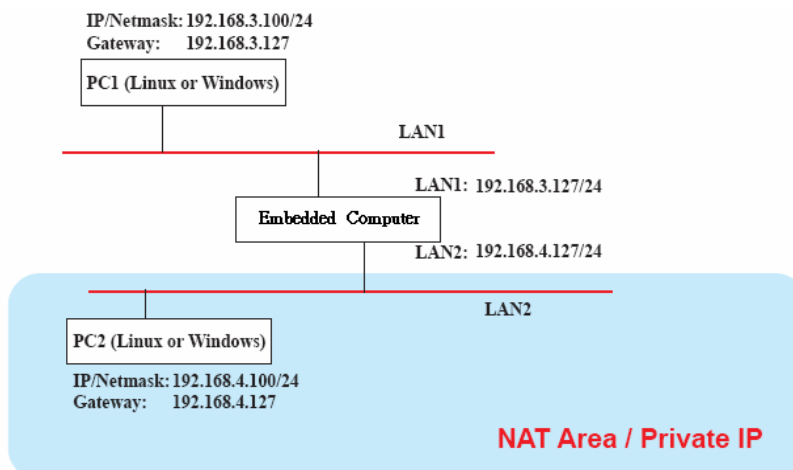 IP/Netmask: 192.168.3.100/24
Gateway: 192.168.3.127
PC1 (Linux or Windows)
LAN1
LAN1: 192.168.3.127/24
Embedded Computer
LAN2: 192.168.4.127/24
LAN2
PC2 (Linux or Windows)
IP/Netmask: 192.168.4.100/24
Gateway: 192.168.4.127
NAT Area / Private IP